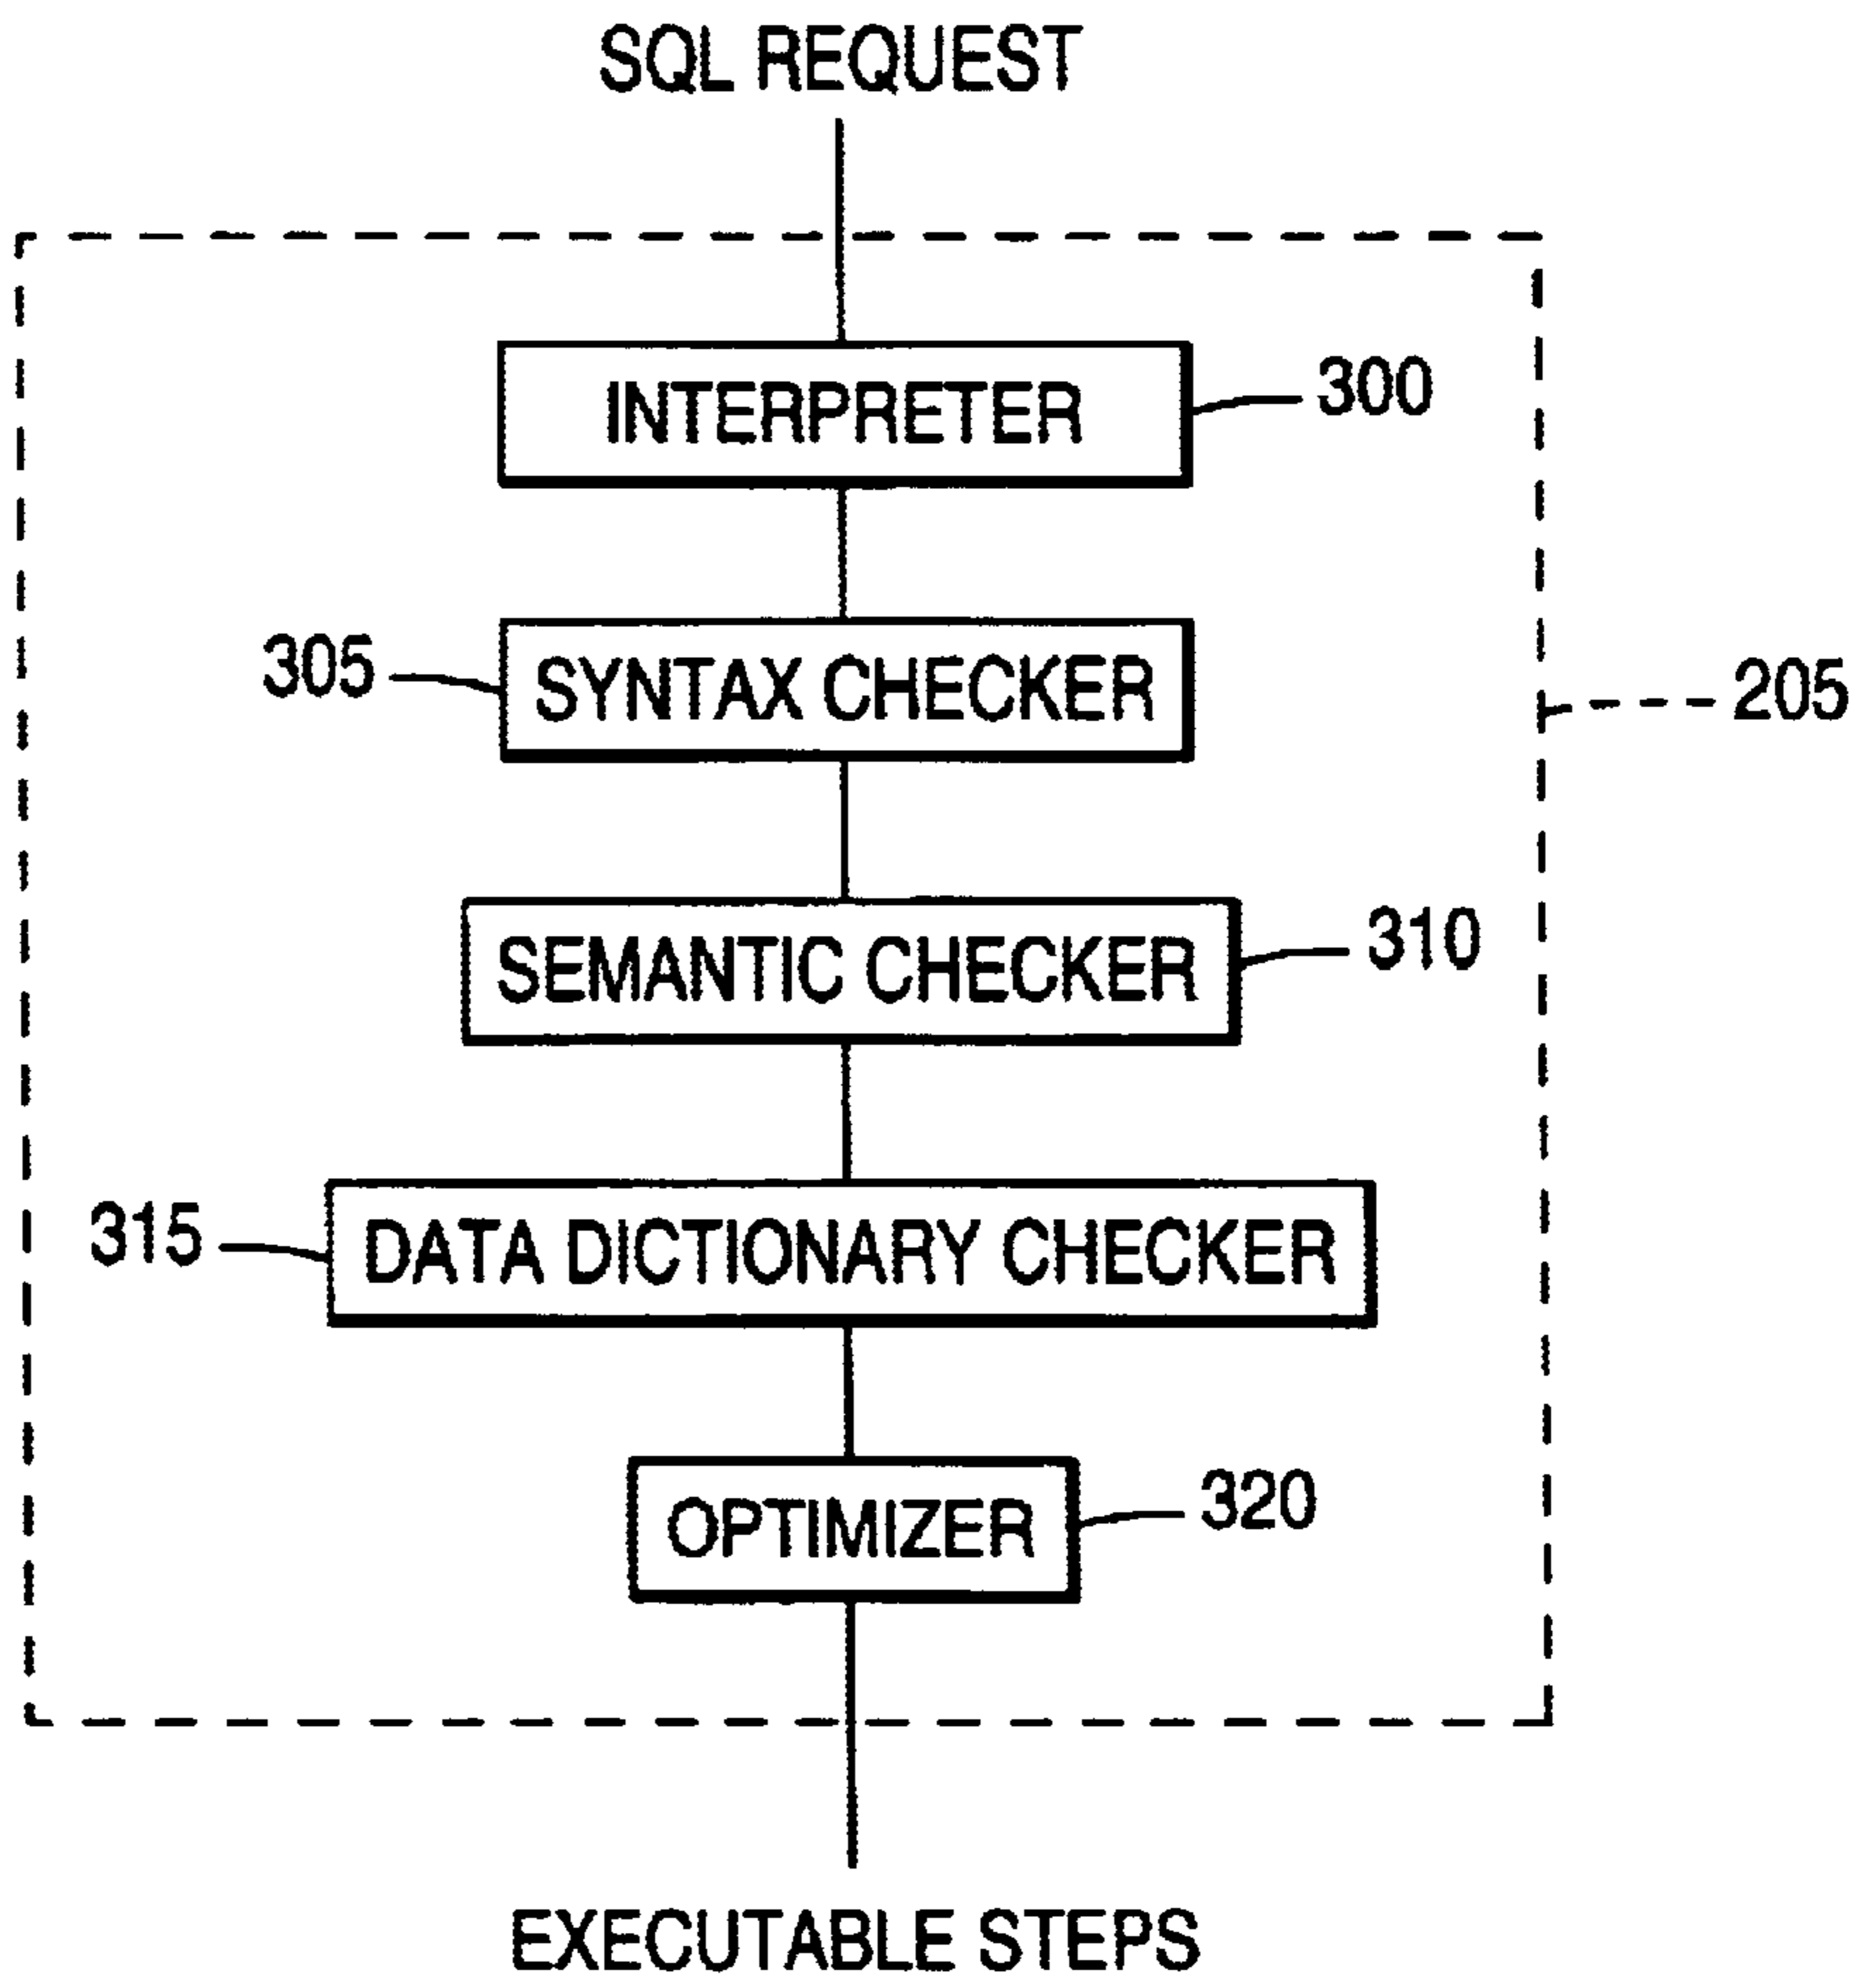 SQL REQUEST
INTERPRETER
300
305
SYNTAX CHECKER
205
SEMANTIC CHECKER
310
315
DATA DICTIONARY CHECKER
OPTIMIZER
320
EXECUTABLE STEPS